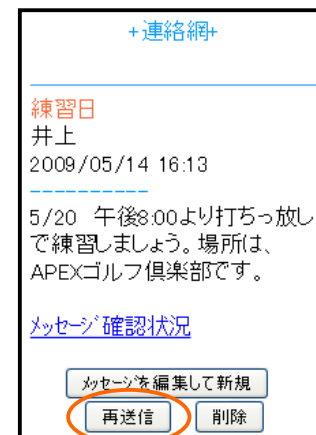 +連絡網+
練習日
井上
2009/05/14 16:13
----------
5/20 午後8:00より打ちっ放し
で練習しましょう。場所は、
APEXゴルフ倶楽部です。
ﾒｯｾｰｼﾞ確認状況
ﾒｯｾｰｼﾞを編集して新規
再送信 削除